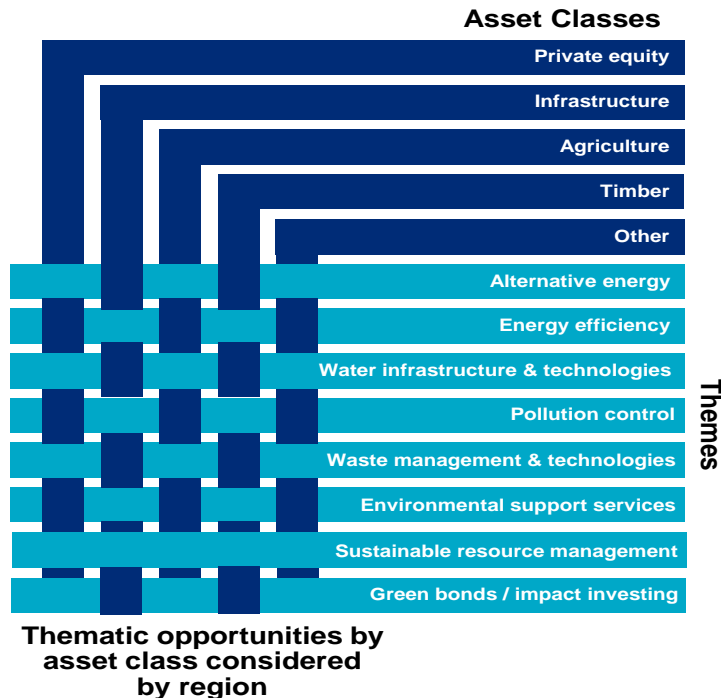 Asset Classes
Private equity
Infrastructure
Agriculture
Timber
Other
Alternative energy
Energy efficiency
Water infrastructure & technologies
Pollution control
Waste management & technologies
Environmental support services
Sustainable resource management
Green bonds / impact investing
Themes
Thematic opportunities by
asset class considered
by region